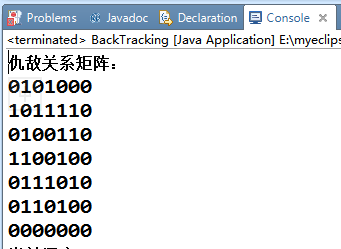 Problems Javadoc Declaration Console
<terminated> BackTracking [Java Application] E:\myeclips
仇敌关系矩阵：
0101000
1011110
0100110
1100100
0111010
0110100
0000000